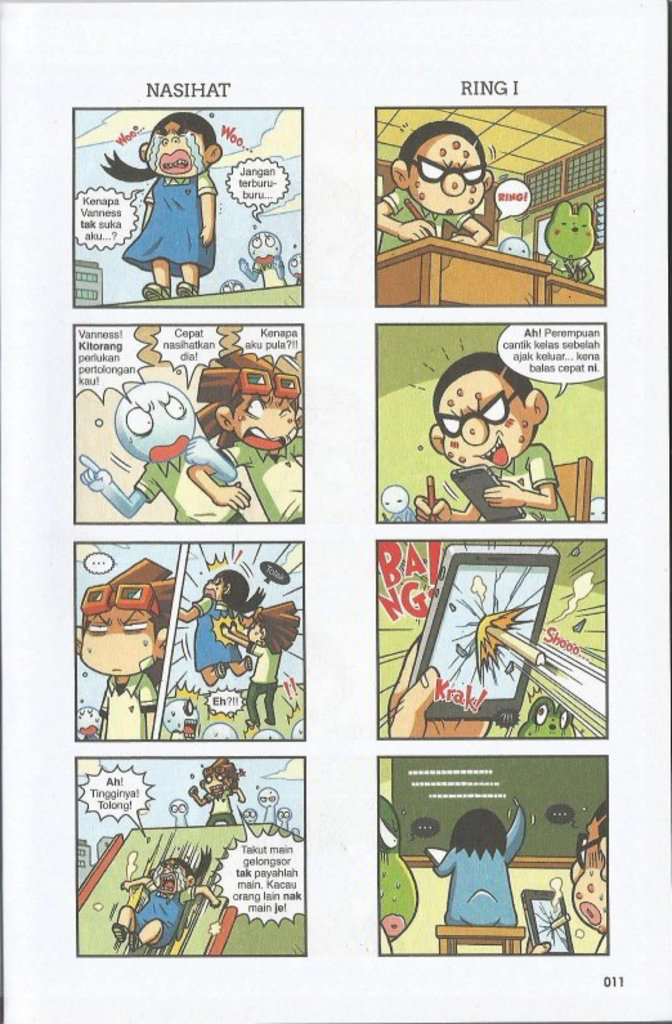 NASIHAT
Woo...
Woo...
Kenapa
Vanness
tak suka
aku...?
Jangan
terburu-
buru...
Vanness!
Kitorang
perlukan
pertolongan
kau!
Cepat
nasihatkan
dia!
Kenapa
aku pula?!!
...
Tolak
Eh?!!
!!
Ah!
Tingginya!
Tolong!
Takut main
gelongsor
tak payahlah
main. Kacau
orang lain nak
main je!
RING I
RING!
Ah! Perempuan
cantik kelas sebelah
ajak keluar... kena
balas cepat ni.
BA
NG!
Shooo...
Krak!
?!!
...
...
011